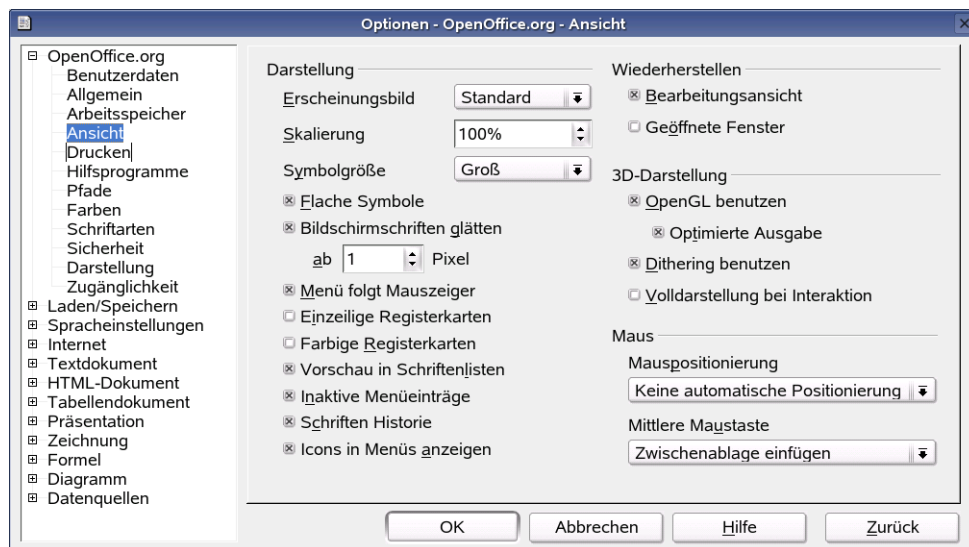 Optionen - OpenOffice.org - Ansicht
OpenOffice.org
Benutzerdaten
Allgemein
Arbeitsspeicher
Ansicht
Drucken
Hilfsprogramme
Pfade
Farben
Schriftarten
Sicherheit
Darstellung
Zugänglichkeit
Laden/Speichern
Spracheinstellungen
Internet
Textdokument
HTML-Dokument
Tabellendokument
Präsentation
Zeichnung
Formel
Diagramm
Datenquellen
Darstellung
Erscheinungsbild Standard
Skalierung 100%
Symbolgröße Groß
Flache Symbole
Bildschirmschriften glätten
ab 1 Pixel
Menü folgt Mauszeiger
Einzeilige Registerkarten
Farbige Registerkarten
Vorschau in Schriftenlisten
Inaktive Menüeinträge
Schriften Historie
Icons in Menüs anzeigen
Wiederherstellen
Bearbeitungsansicht
Geöffnete Fenster
3D-Darstellung
OpenGL benutzen
Optimierte Ausgabe
Dithering benutzen
Volldarstellung bei Interaktion
Maus
Mauspositionierung
Keine automatische Positionierung
Mittlere Maustaste
Zwischenablage einfügen
OK Abbrechen Hilfe Zurück